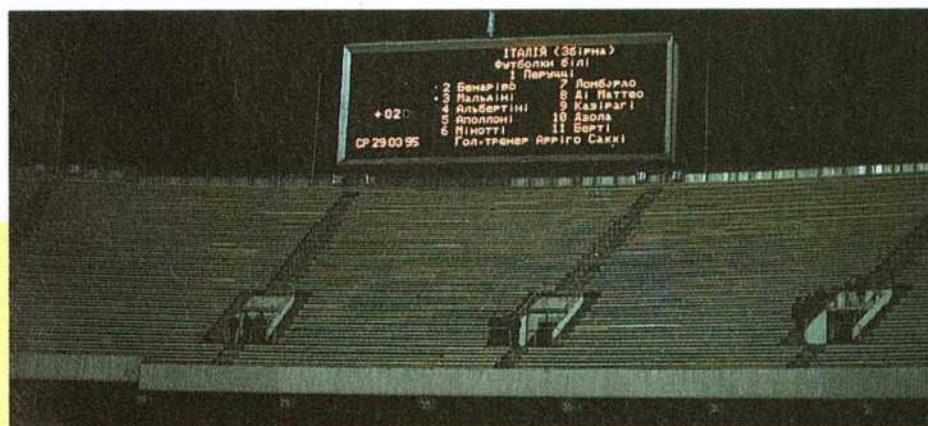 ІТАЛІЯ (Збірна)
Футболки білі
1 Перуччі
2 Бенаріво 7 Ломбардо
3 Мальдіні 8 Ді Маттео
4 Альбертіні 9 Казірагі
5 Аполлоні 10 Дзола
6 Мінотті 11 Берті
+02
СР 29 03 95 Гол.тренер Арріго Саккі